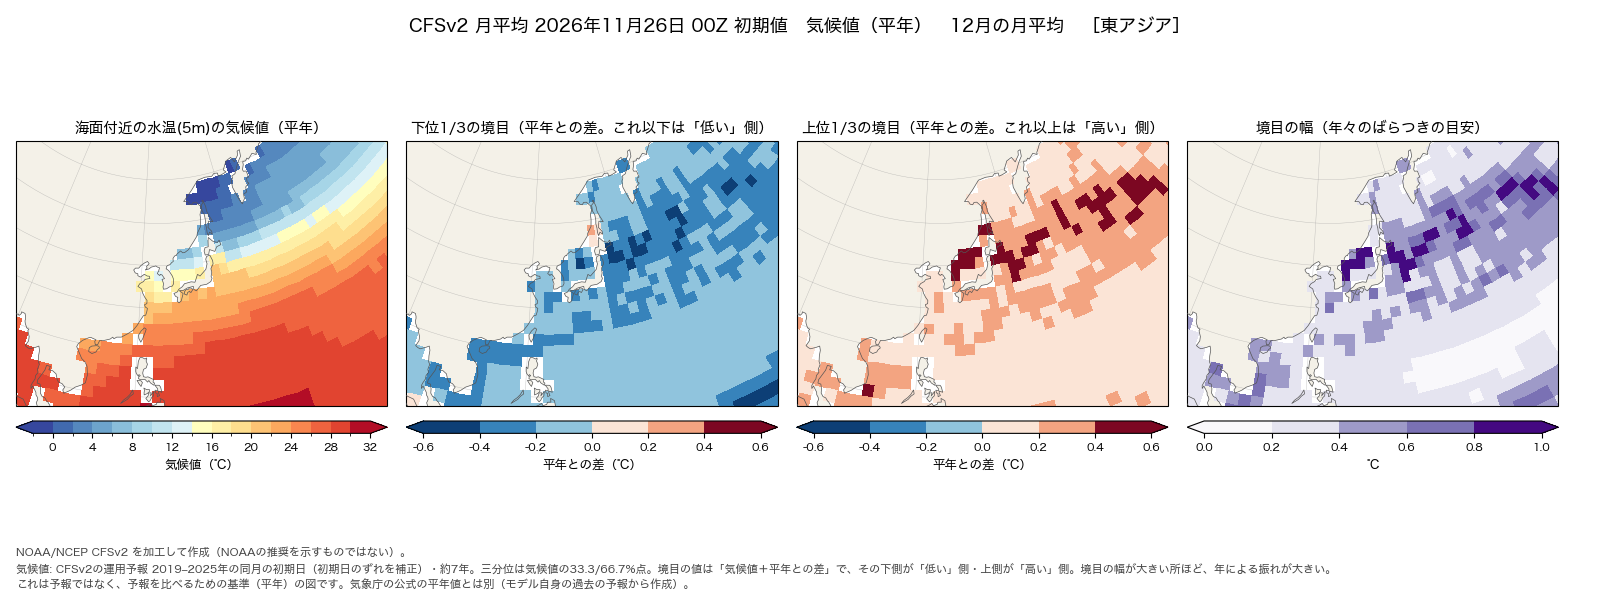 CFSv2 月平均 2026年11月26日 00Z 初期値　気候値（平年）　12月の月平均　［東アジア］
海面付近の水温(5m)の気候値（平年）
下位1/3の境目（平年との差。これ以下は「低い」側）
上位1/3の境目（平年との差。これ以上は「高い」側）
境目の幅（年々のばらつきの目安）
0 4 8 12 16 20 24 28 32
気候値（℃）
-0.6 -0.4 -0.2 0.0 0.2 0.4 0.6
平年との差（℃）
-0.6 -0.4 -0.2 0.0 0.2 0.4 0.6
平年との差（℃）
0.0 0.2 0.4 0.6 0.8 1.0
℃
NOAA/NCEP CFSv2 を加工して作成（NOAAの推奨を示すものではない）。
気候値: CFSv2の運用予報 2019–2025年の同月の初期日（初期日のずれを補正）・約7年。三分位は気候値の33.3/66.7%点。境目の値は「気候値＋平年との差」で、その下側が「低い」側・上側が「高い」側。境目の幅が大きい所ほど、年による振れが大きい。
これは予報ではなく、予報を比べるための基準（平年）の図です。気象庁の公式の平年値とは別（モデル自身の過去の予報から作成）。